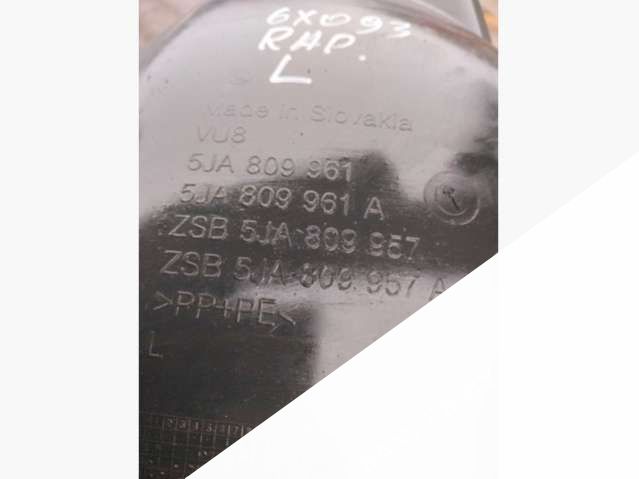 6X093
RAP.
L
Made in Slovakia
VU8
5JA 809 961
5JA 809 961 A
ZSB 5JA 809 957
ZSB 5JA 809 957 A
>PP+PE<
L